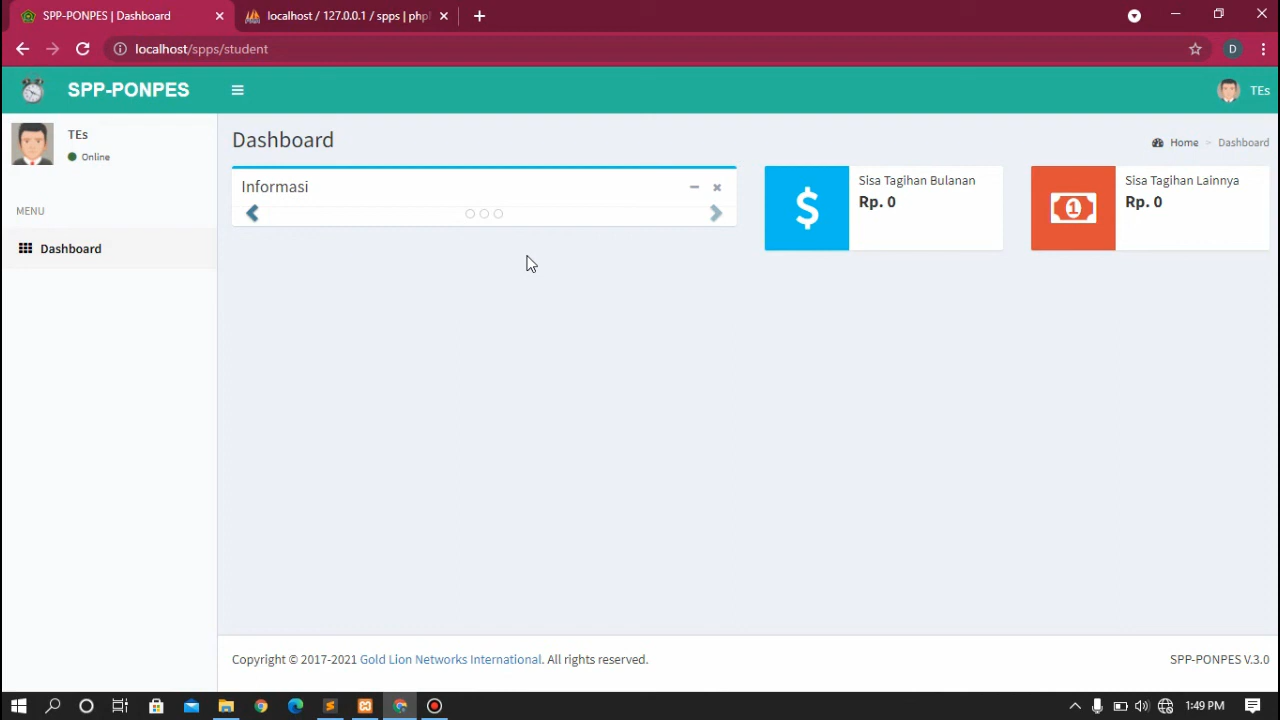 SPP-PONPES | Dashboard
localhost / 127.0.0.1 / spps | php
localhost/spps/student
D
SPP-PONPES
TEs
TEs
Online
MENU
Dashboard
Dashboard
Home > Dashboard
Informasi
Sisa Tagihan Bulanan
Rp. 0
Sisa Tagihan Lainnya
Rp. 0
Copyright © 2017-2021 Gold Lion Networks International. All rights reserved.
SPP-PONPES V.3.0
1:49 PM